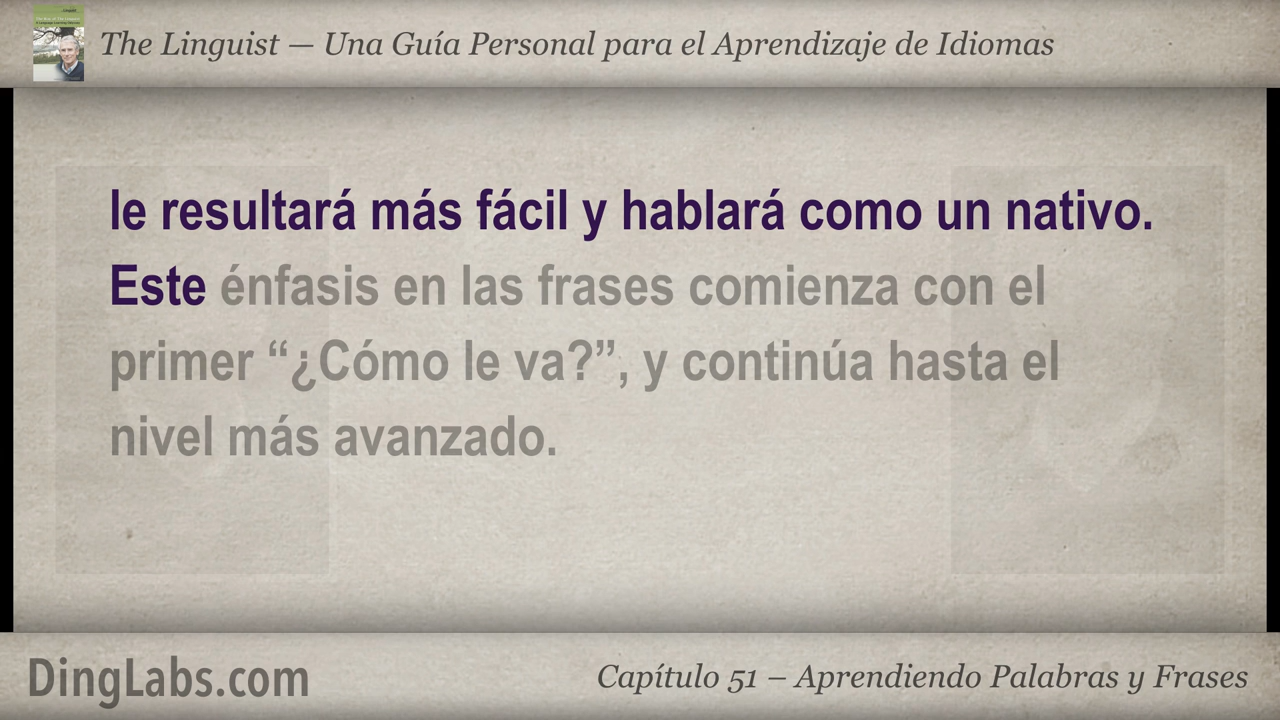 The Linguist — Una Guía Personal para el Aprendizaje de Idiomas
le resultará más fácil y hablará como un nativo.
Este énfasis en las frases comienza con el
primer “¿Cómo le va?”, y continúa hasta el
nivel más avanzado.
DingLabs.com
Capítulo 51 – Aprendiendo Palabras y Frases